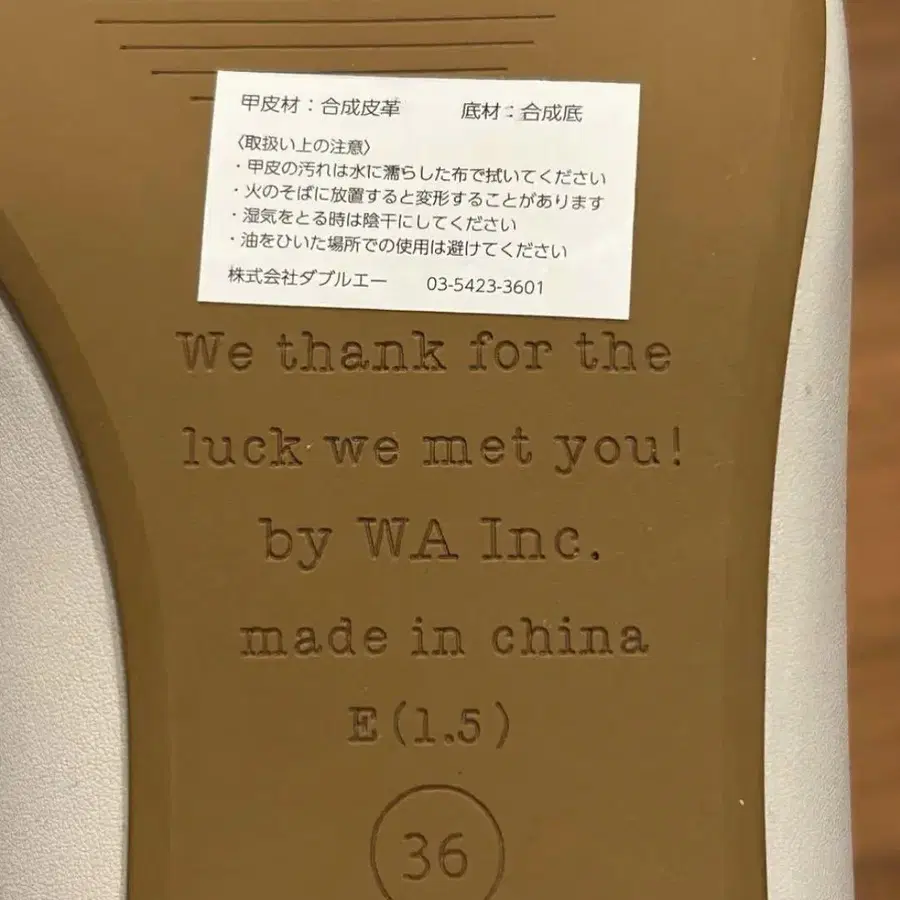 甲皮材：合成皮革 底材：合成底
〈取扱い上の注意〉
・甲皮の汚れは水に濡らした布で拭いてください
・火のそばに放置すると変形することがあります
・湿気をとる時は陰干にしてください
・油をひいた場所での使用は避けてください
株式会社ダブルエー 03-5423-3601
We thank for the
luck we met you!
by WA Inc.
made in china
E(1.5)
36